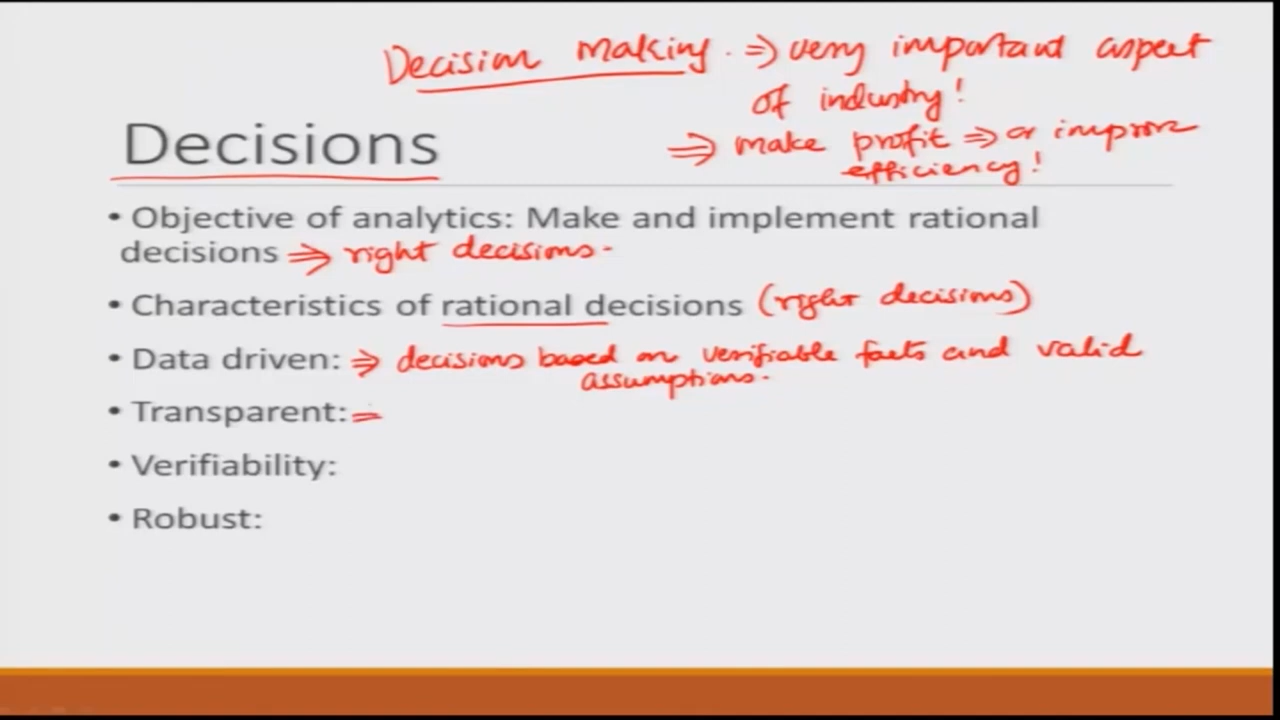 Decision Making. ⇒ very important aspect
of industry!
⇒ make profit ⇒ or improve
efficiency!
Decisions
• Objective of analytics: Make and implement rational
decisions ⇒ right decisions.
• Characteristics of rational decisions (right decisions)
• Data driven: ⇒ decisions based on verifiable facts and valid
assumptions.
• Transparent: =
• Verifiability:
• Robust: